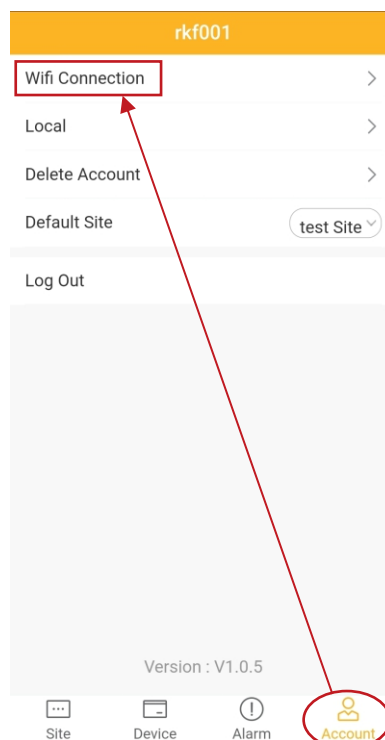 rkf001
Wifi Connection
Local
Delete Account
Default Site test Site
Log Out
Version : V1.0.5
Site Device Alarm Account